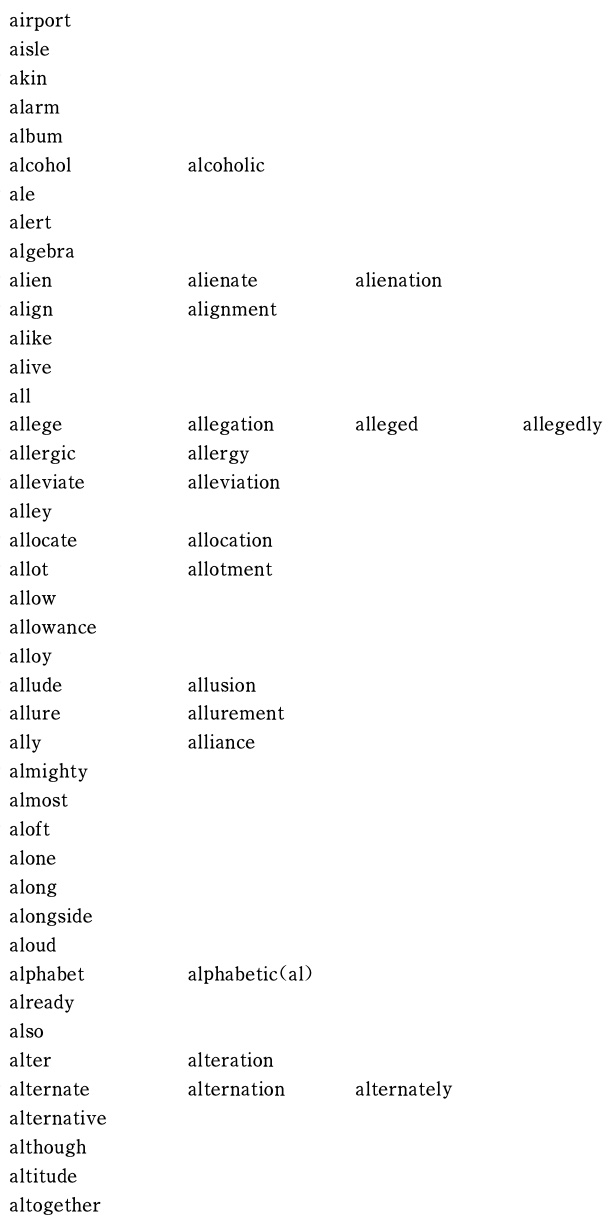 airport
aisle
akin
alarm
album
alcohol alcoholic
ale
alert
algebra
alien alienate alienation
align alignment
alike
alive
all
allege allegation alleged allegedly
allergic allergy
alleviate alleviation
alley
allocate allocation
allot allotment
allow
allowance
alloy
allude allusion
allure allurement
ally alliance
almighty
almost
aloft
alone
along
alongside
aloud
alphabet alphabetic(al)
already
also
alter alteration
alternate alternation alternately
alternative
although
altitude
altogether